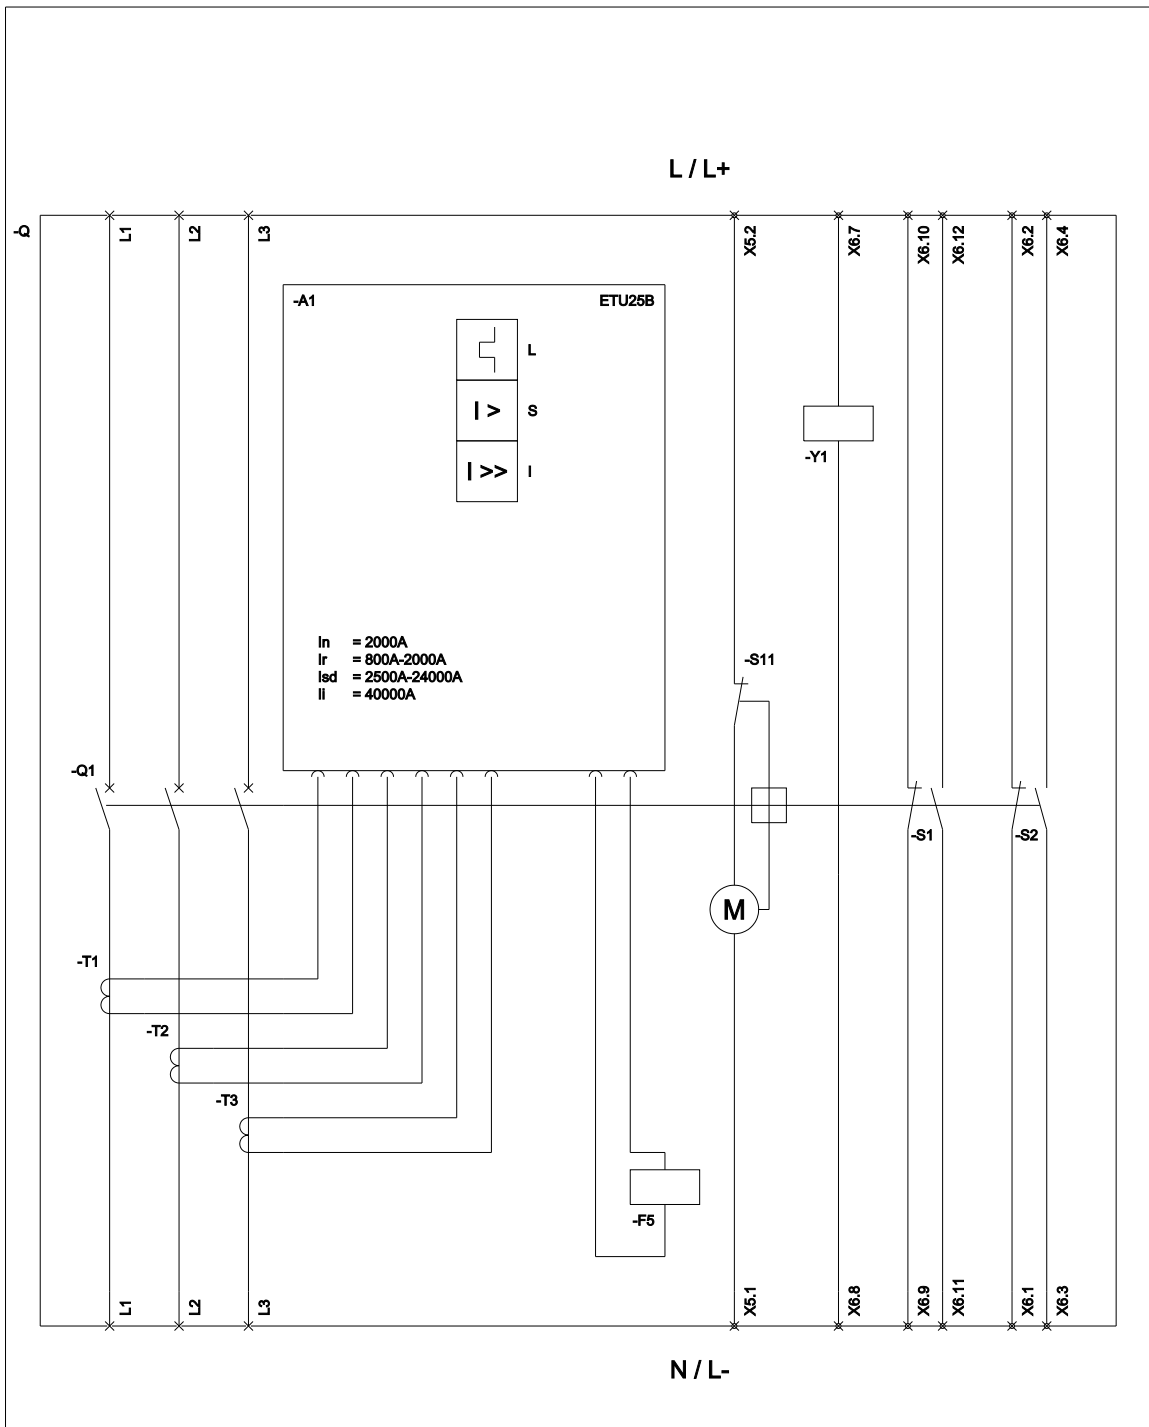 L / L+
-Q
L1
L2
L3
X5.2
X6.7
X6.10
X6.12
X6.2
X6.4
-A1
ETU25B
L
I >
S
I >>
I
-Y1
In = 2000A
Ir = 800A-2000A
Isd = 2500A-24000A
Ii = 40000A
-S11
-Q1
-S1
-S2
M
-T1
-T2
-T3
-F5
L1
L2
L3
X5.1
X6.8
X6.9
X6.11
X6.1
X6.3
N / L-